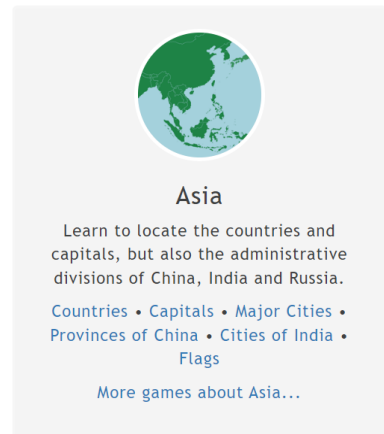 Asia
Learn to locate the countries and
capitals, but also the administrative
divisions of China, India and Russia.
Countries • Capitals • Major Cities •
Provinces of China • Cities of India •
Flags
More games about Asia...